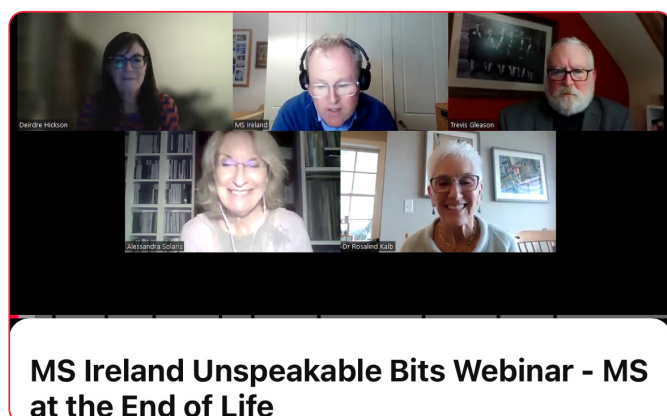 Deirdre Hickson
MS Ireland
Trevis Gleason
Alessandra Solaris
Dr Rosalind Kalb
MS Ireland Unspeakable Bits Webinar - MS
at the End of Life